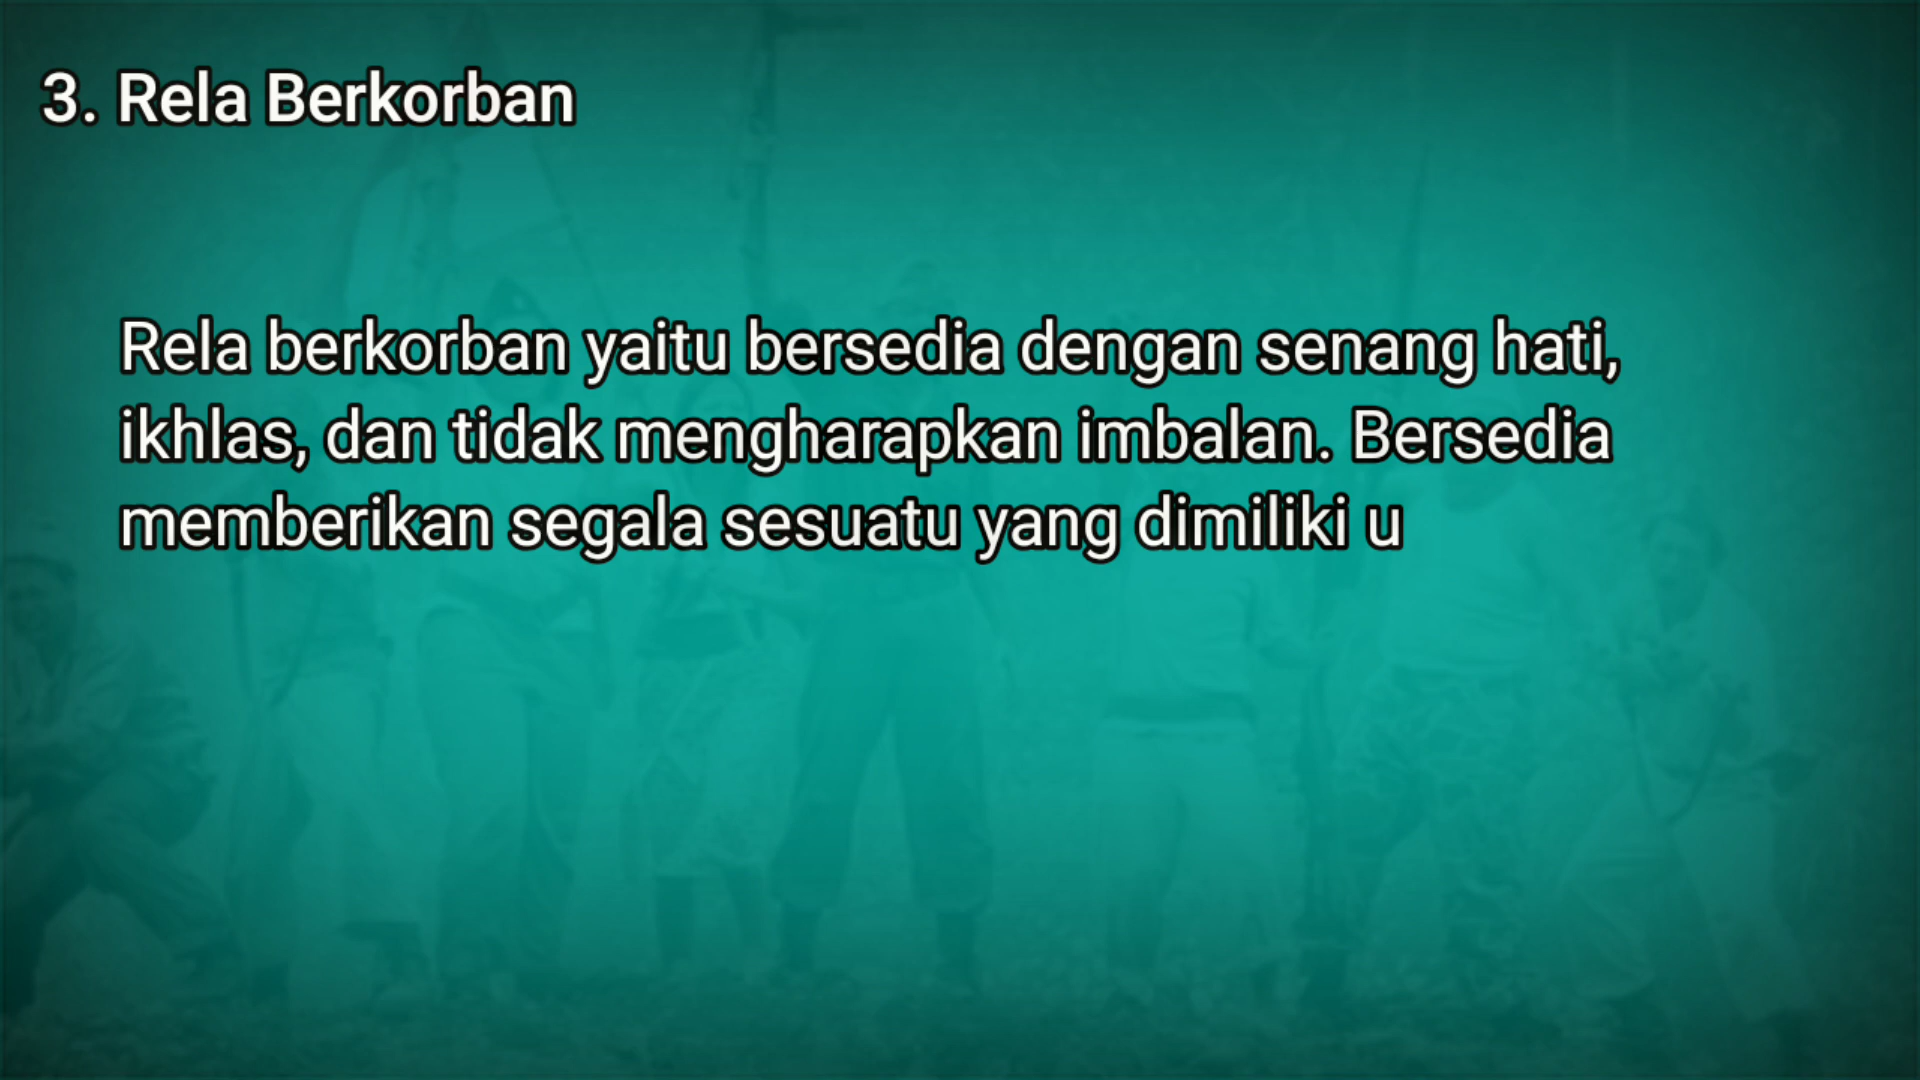 3. Rela Berkorban
Rela berkorban yaitu bersedia dengan senang hati,
ikhlas, dan tidak mengharapkan imbalan. Bersedia
memberikan segala sesuatu yang dimiliki u